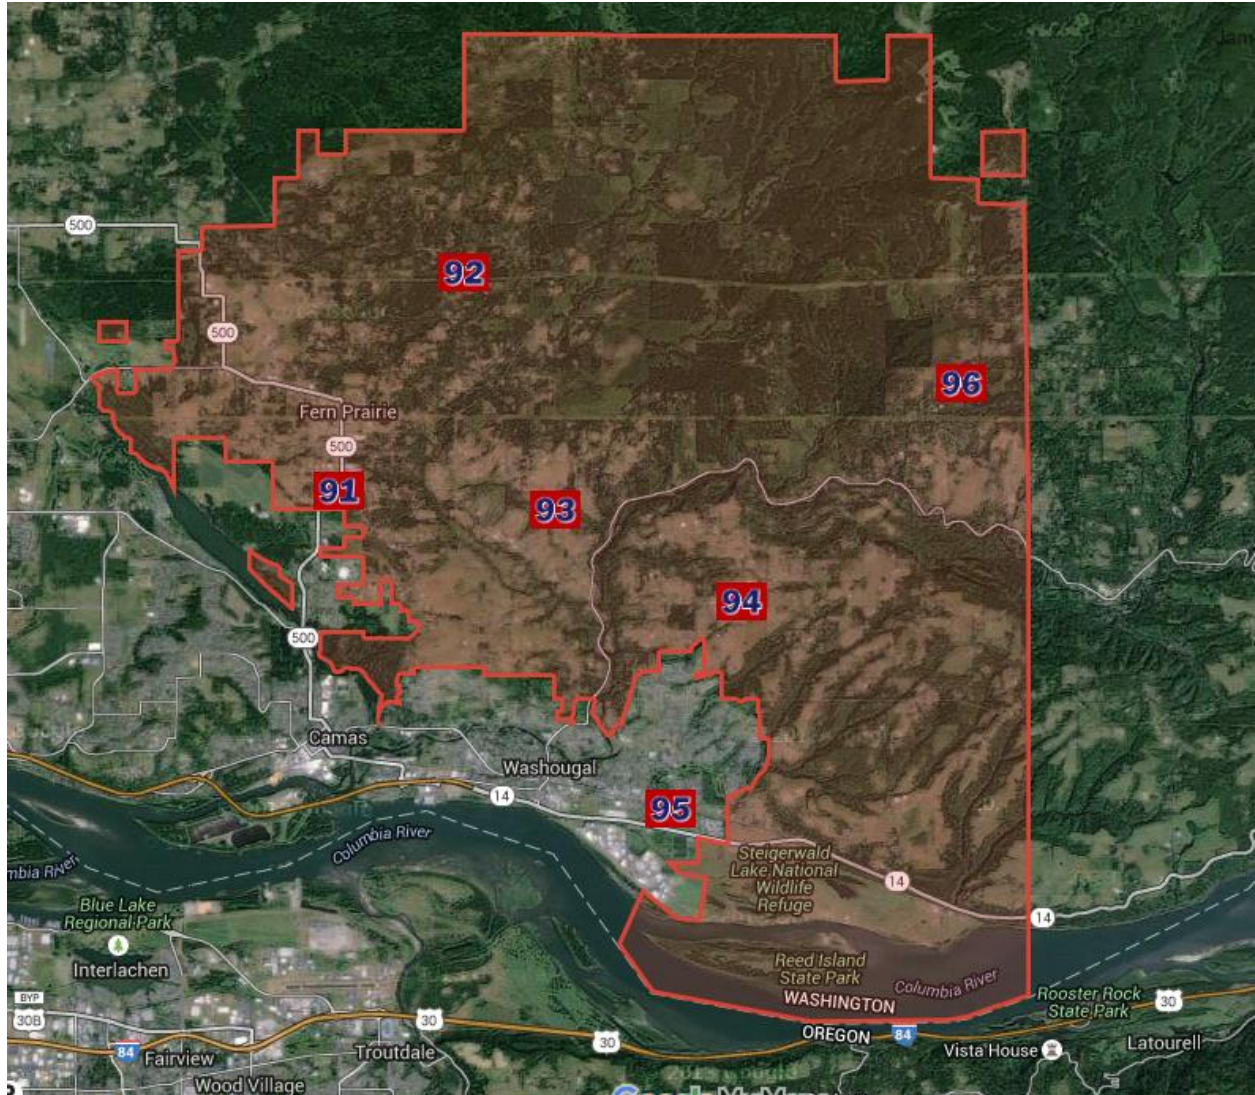 500
92
500
96
Fern Prairie
500
91
93
94
500
Camas
Washougal
14
95
Columbia River
Steigerwald
Lake National
Wildlife
Refuge
14
mbia River
Blue Lake
Regional Park
14
Interlachen
Reed Island
State Park
Columbia River
WASHINGTON
OREGON
Rooster Rock
State Park
BYP
30B
30
30
30
84
84
Fairview
Troutdale
Vista House
Latourell
Wood Village